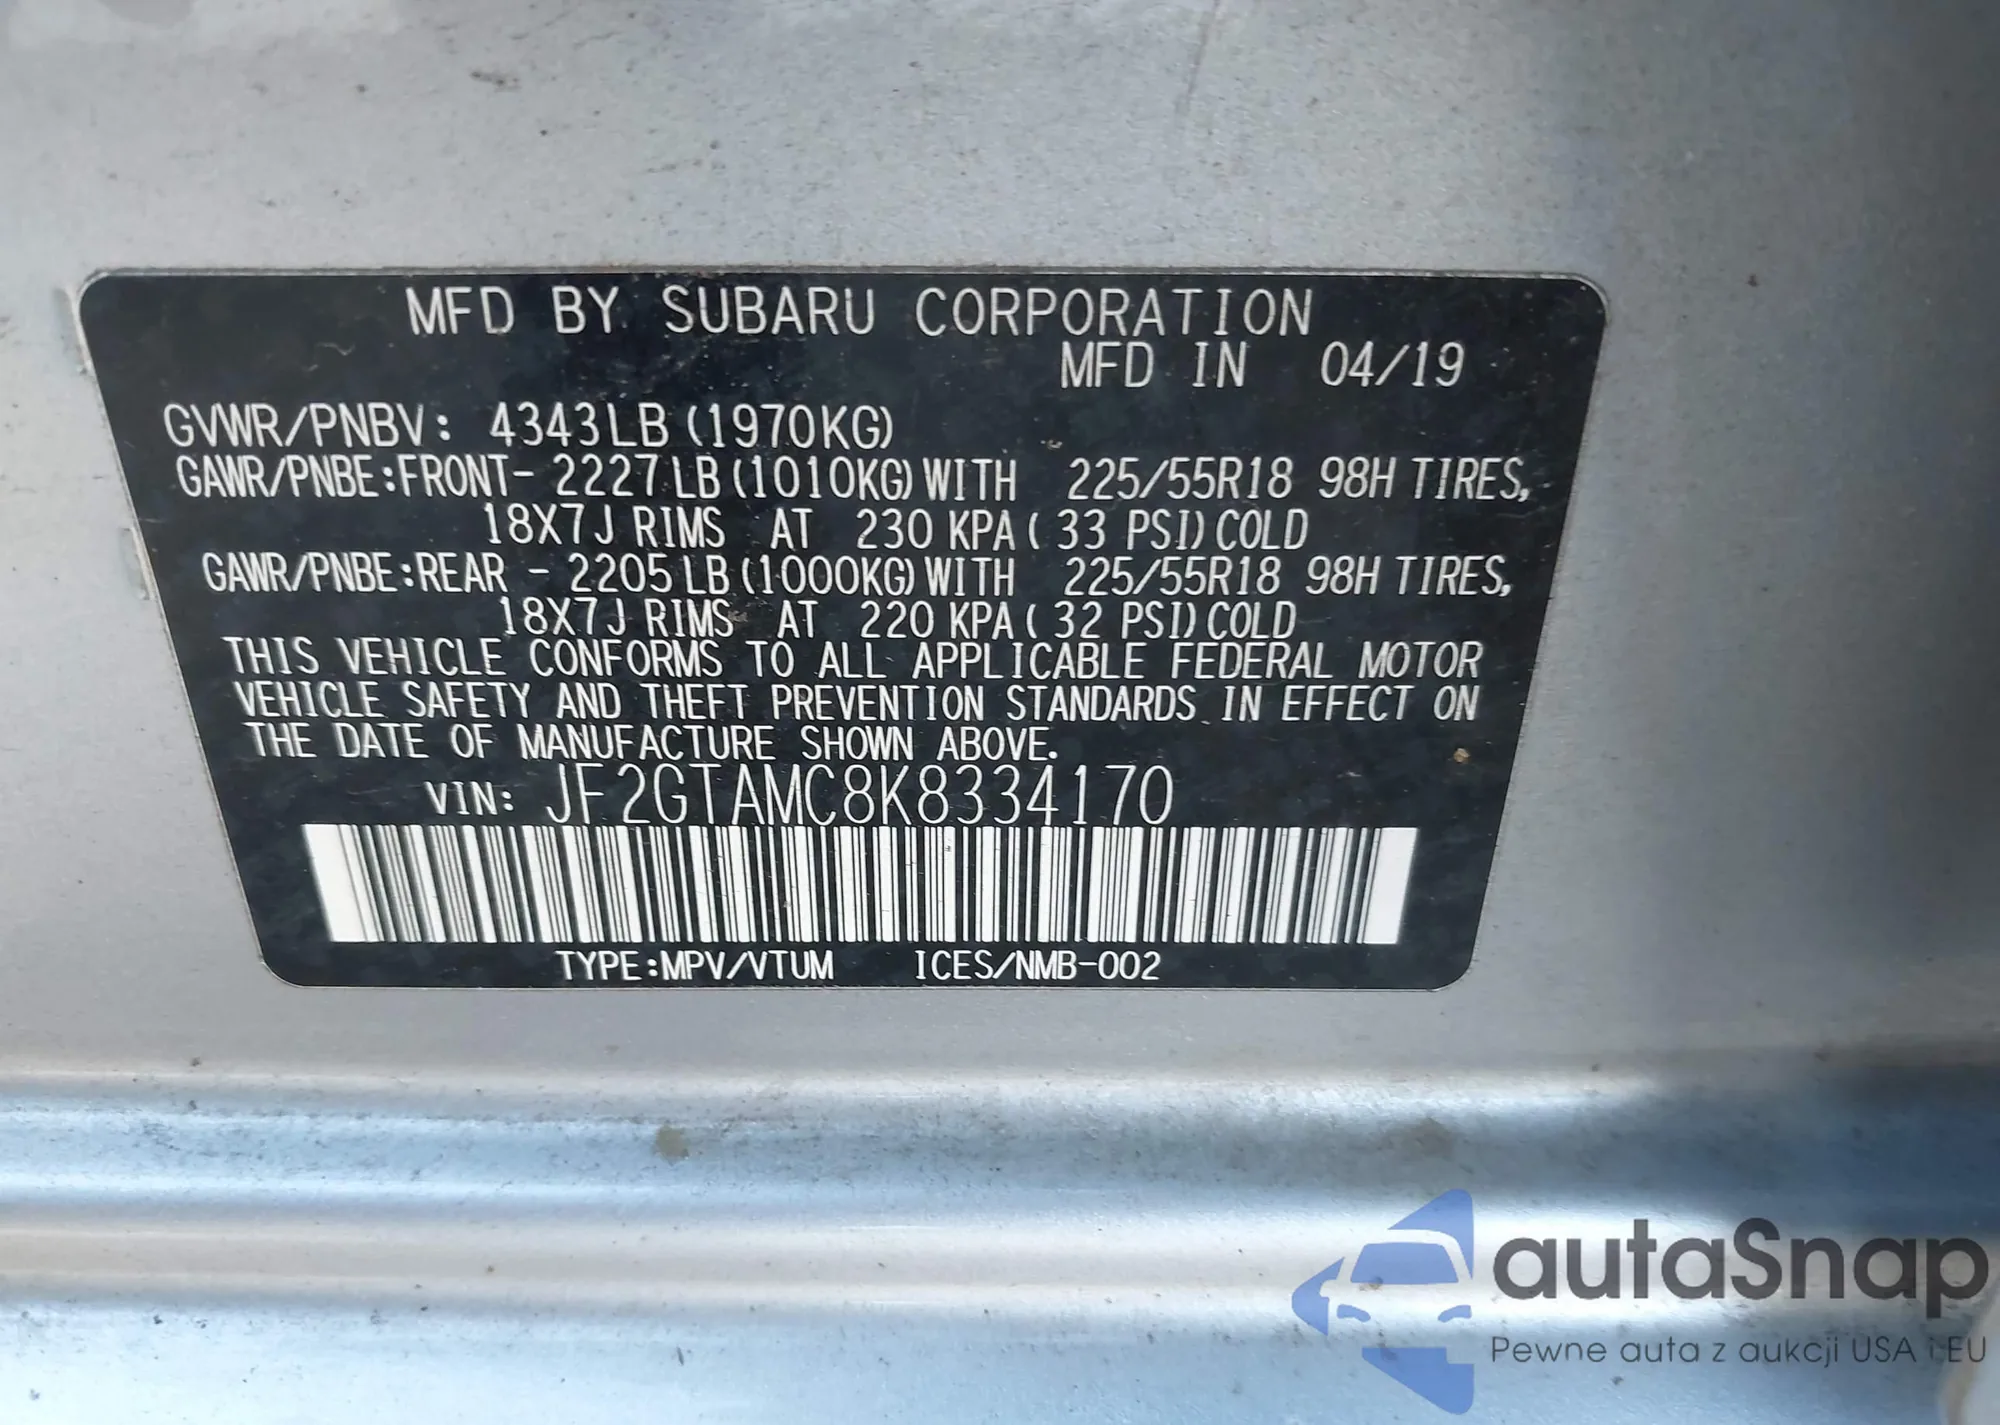 MFD BY SUBARU CORPORATION
MFD IN 04/19
GVWR/PNBV: 4343LB (1970KG)
GAWR/PNBE:FRONT- 2227LB(1010KG)WITH 225/55R18 98H TIRES,
18X7J RIMS AT 230 KPA( 33 PSI)COLD
GAWR/PNBE:REAR - 2205LB(1000KG)WITH 225/55R18 98H TIRES,
18X7J RIMS AT 220 KPA( 32 PSI)COLD
THIS VEHICLE CONFORMS TO ALL APPLICABLE FEDERAL MOTOR
VEHICLE SAFETY AND THEFT PREVENTION STANDARDS IN EFFECT ON
THE DATE OF MANUFACTURE SHOWN ABOVE.
VIN: JF2GTAMC8K8334170
TYPE:MPV/VTUM ICES/NMB-002
autaSnap
Pewne auta z aukcji USA i EU